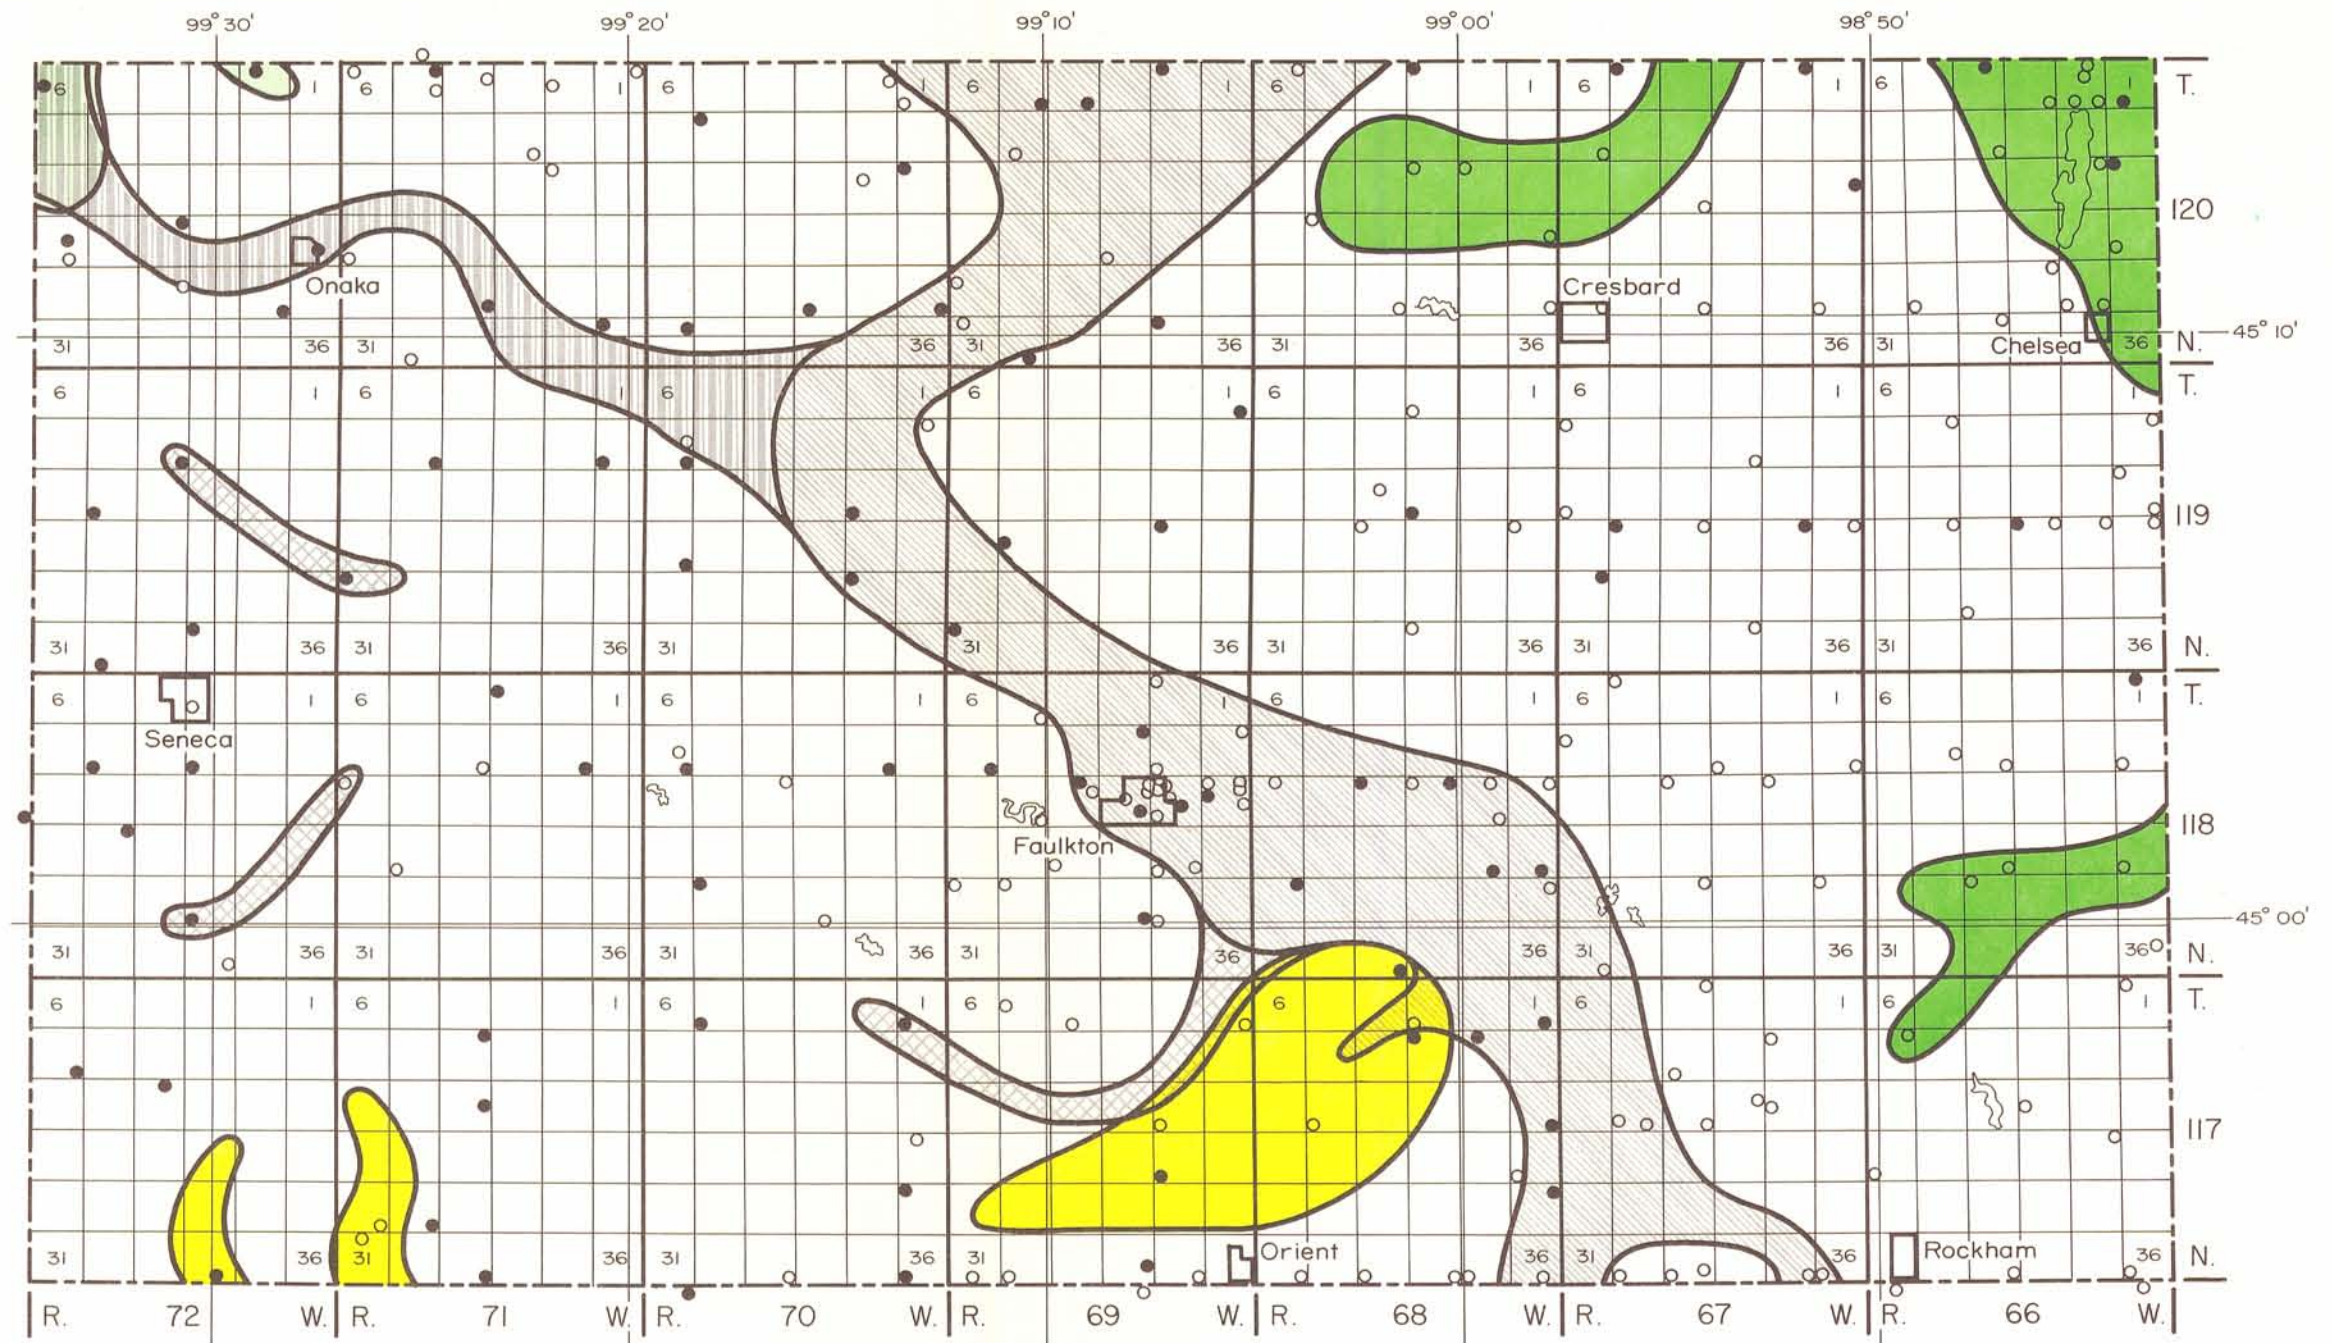 99°30' 99°20' 99°10' 99°00' 98°50'
6 1 6 1 6 1 6 1 6 1 6 1 6 1 T.
120
Onaka Cresbard
45°10'
31 36 31 36 31 36 31 36 31 Chelsea 36 N.
6 1 6 1 6 1 6 1 6 1 6 1 6 1 T.
119
31 36 31 36 31 31 36 31 36 31 36 31 36 N.
6 1 6 1 6 1 6 1 6 1 6 1 6 1 T.
Seneca
118
Faulkton
45°00'
31 36 31 36 31 36 31 36 36 31 36 31 36 N.
6 1 6 1 6 1 6 6 1 6 1 6 1 T.
117
31 36 31 36 31 36 31 Orient 36 31 36 Rockham 36 N.
R. 72 W. R. 71 W. R. 70 W. R. 69 W. R. 68 W. R. 67 W. R. 66 W.